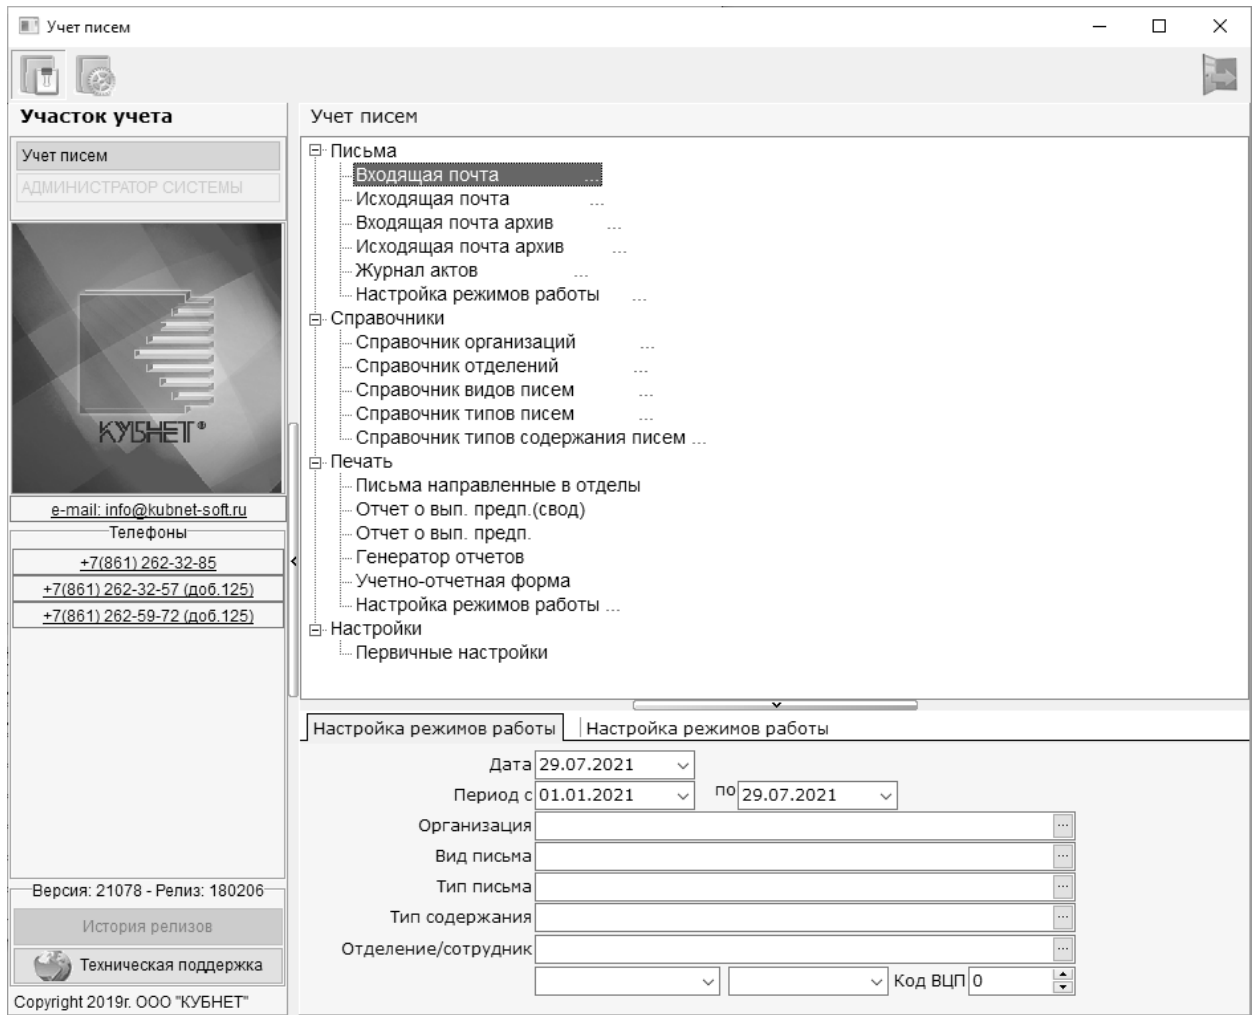 Учет писем
Участок учета
Учет писем
АДМИНИСТРАТОР СИСТЕМЫ
КУБНЕТ®
e-mail: info@kubnet-soft.ru
Телефоны
+7(861) 262-32-85
+7(861) 262-32-57 (доб.125)
+7(861) 262-59-72 (доб.125)
Версия: 21078 - Релиз: 180206
История релизов
Техническая поддержка
Copyright 2019г. ООО "КУБНЕТ"
Учет писем
Письма
Входящая почта ...
Исходящая почта ...
Входящая почта архив ...
Исходящая почта архив ...
Журнал актов ...
Настройка режимов работы ...
Справочники
Справочник организаций ...
Справочник отделений ...
Справочник видов писем ...
Справочник типов писем ...
Справочник типов содержания писем ...
Печать
Письма направленные в отделы
Отчет о вып. предп.(свод)
Отчет о вып. предп.
Генератор отчетов
Учетно-отчетная форма
Настройка режимов работы ...
Настройки
Первичные настройки
Настройка режимов работы Настройка режимов работы
Дата 29.07.2021
Период с 01.01.2021 по 29.07.2021
Организация ...
Вид письма ...
Тип письма ...
Тип содержания ...
Отделение/сотрудник ...
Код ВЦП 0